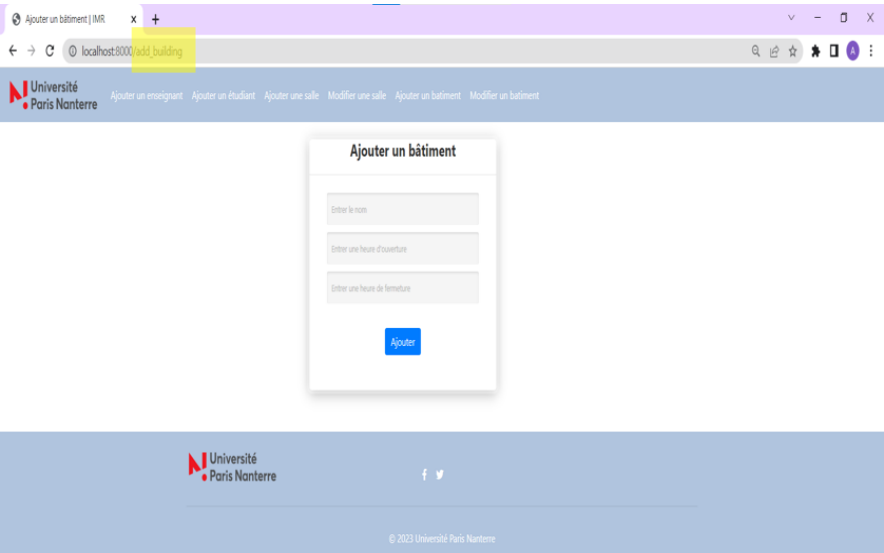 Ajouter un bâtiment | IMR x +
localhost:8000/add_building A
Université
Paris Nanterre
Ajouter un enseignant Ajouter un étudiant Ajouter une salle Modifier une salle Ajouter un batiment Modifier un batiment
Ajouter un bâtiment
Entrer le nom
Entrer une heure d'ouverture
Entrer une heure de fermeture
Ajouter
Université
Paris Nanterre
© 2023 Université Paris Nanterre